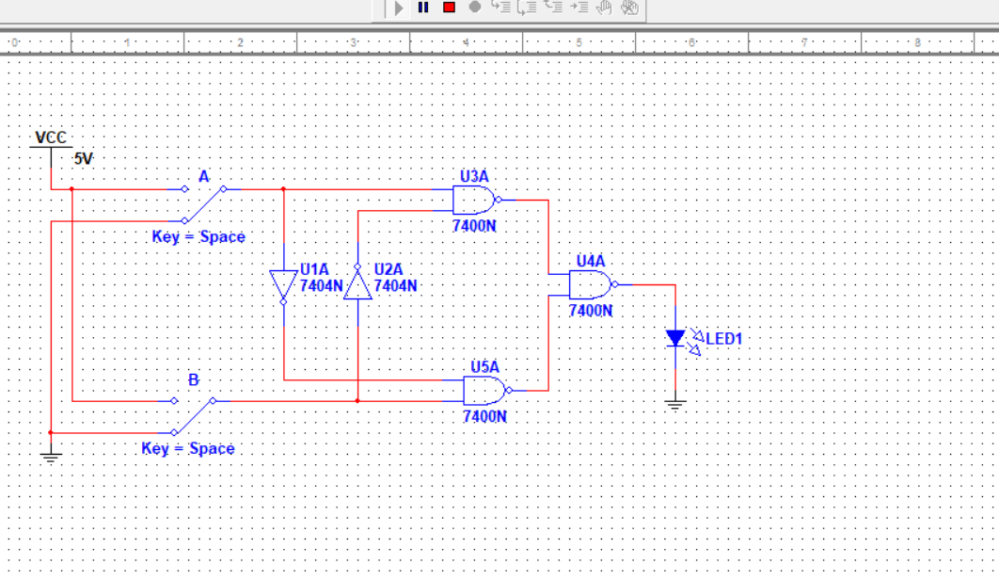 0 1 2 3 4 5 6 7 8
VCC
5V
A
Key = Space
U1A
7404N
U2A
7404N
U3A
7400N
U4A
7400N
LED1
U5A
7400N
B
Key = Space